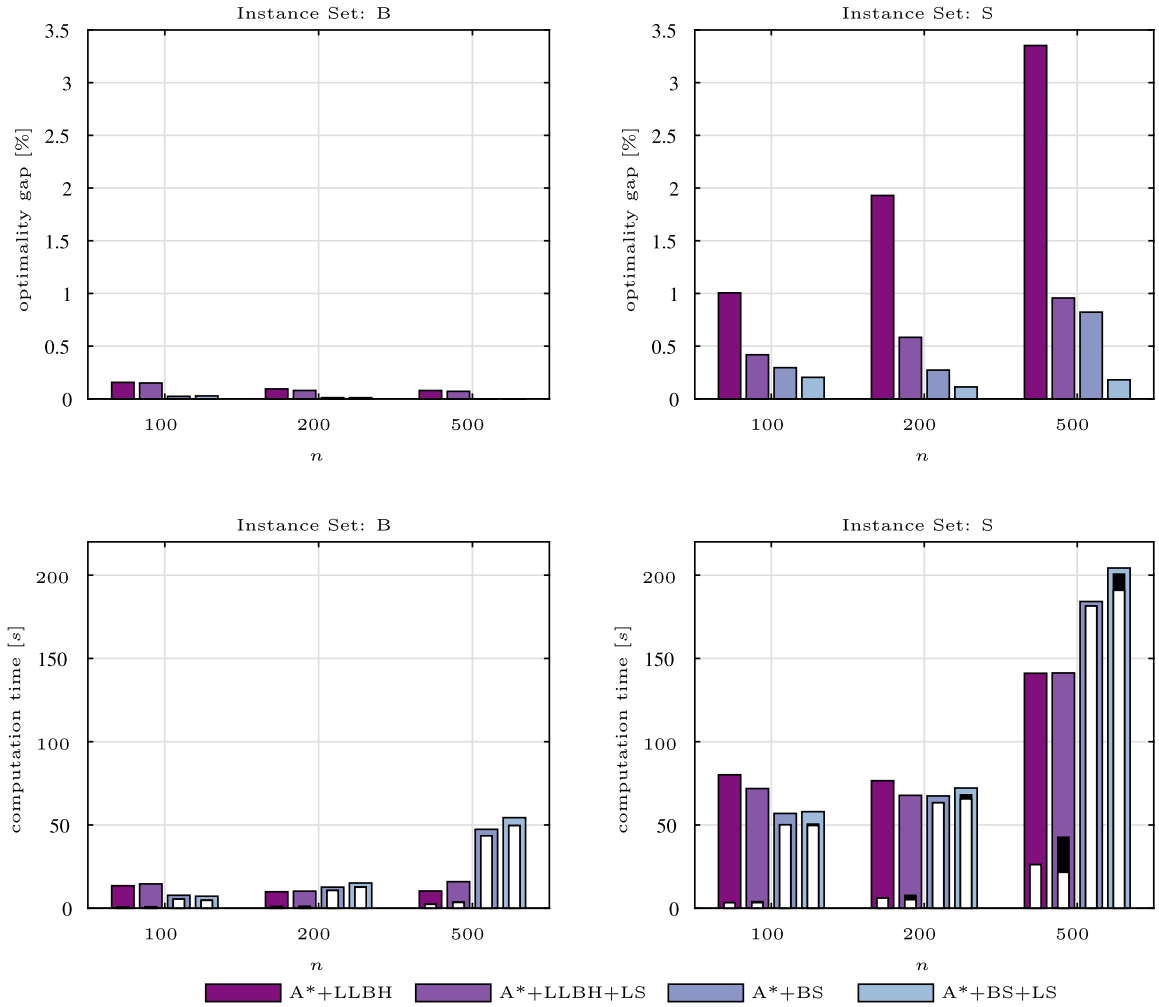 Instance Set: B
3.5
3
2.5
2
1.5
1
0.5
0
optimality gap [%]
100
200
500
n
Instance Set: S
3.5
3
2.5
2
1.5
1
0.5
0
optimality gap [%]
100
200
500
n
Instance Set: B
200
150
100
50
0
computation time [s]
100
200
500
n
Instance Set: S
200
150
100
50
0
computation time [s]
100
200
500
n
A*+LLBH
A*+LLBH+LS
A*+BS
A*+BS+LS